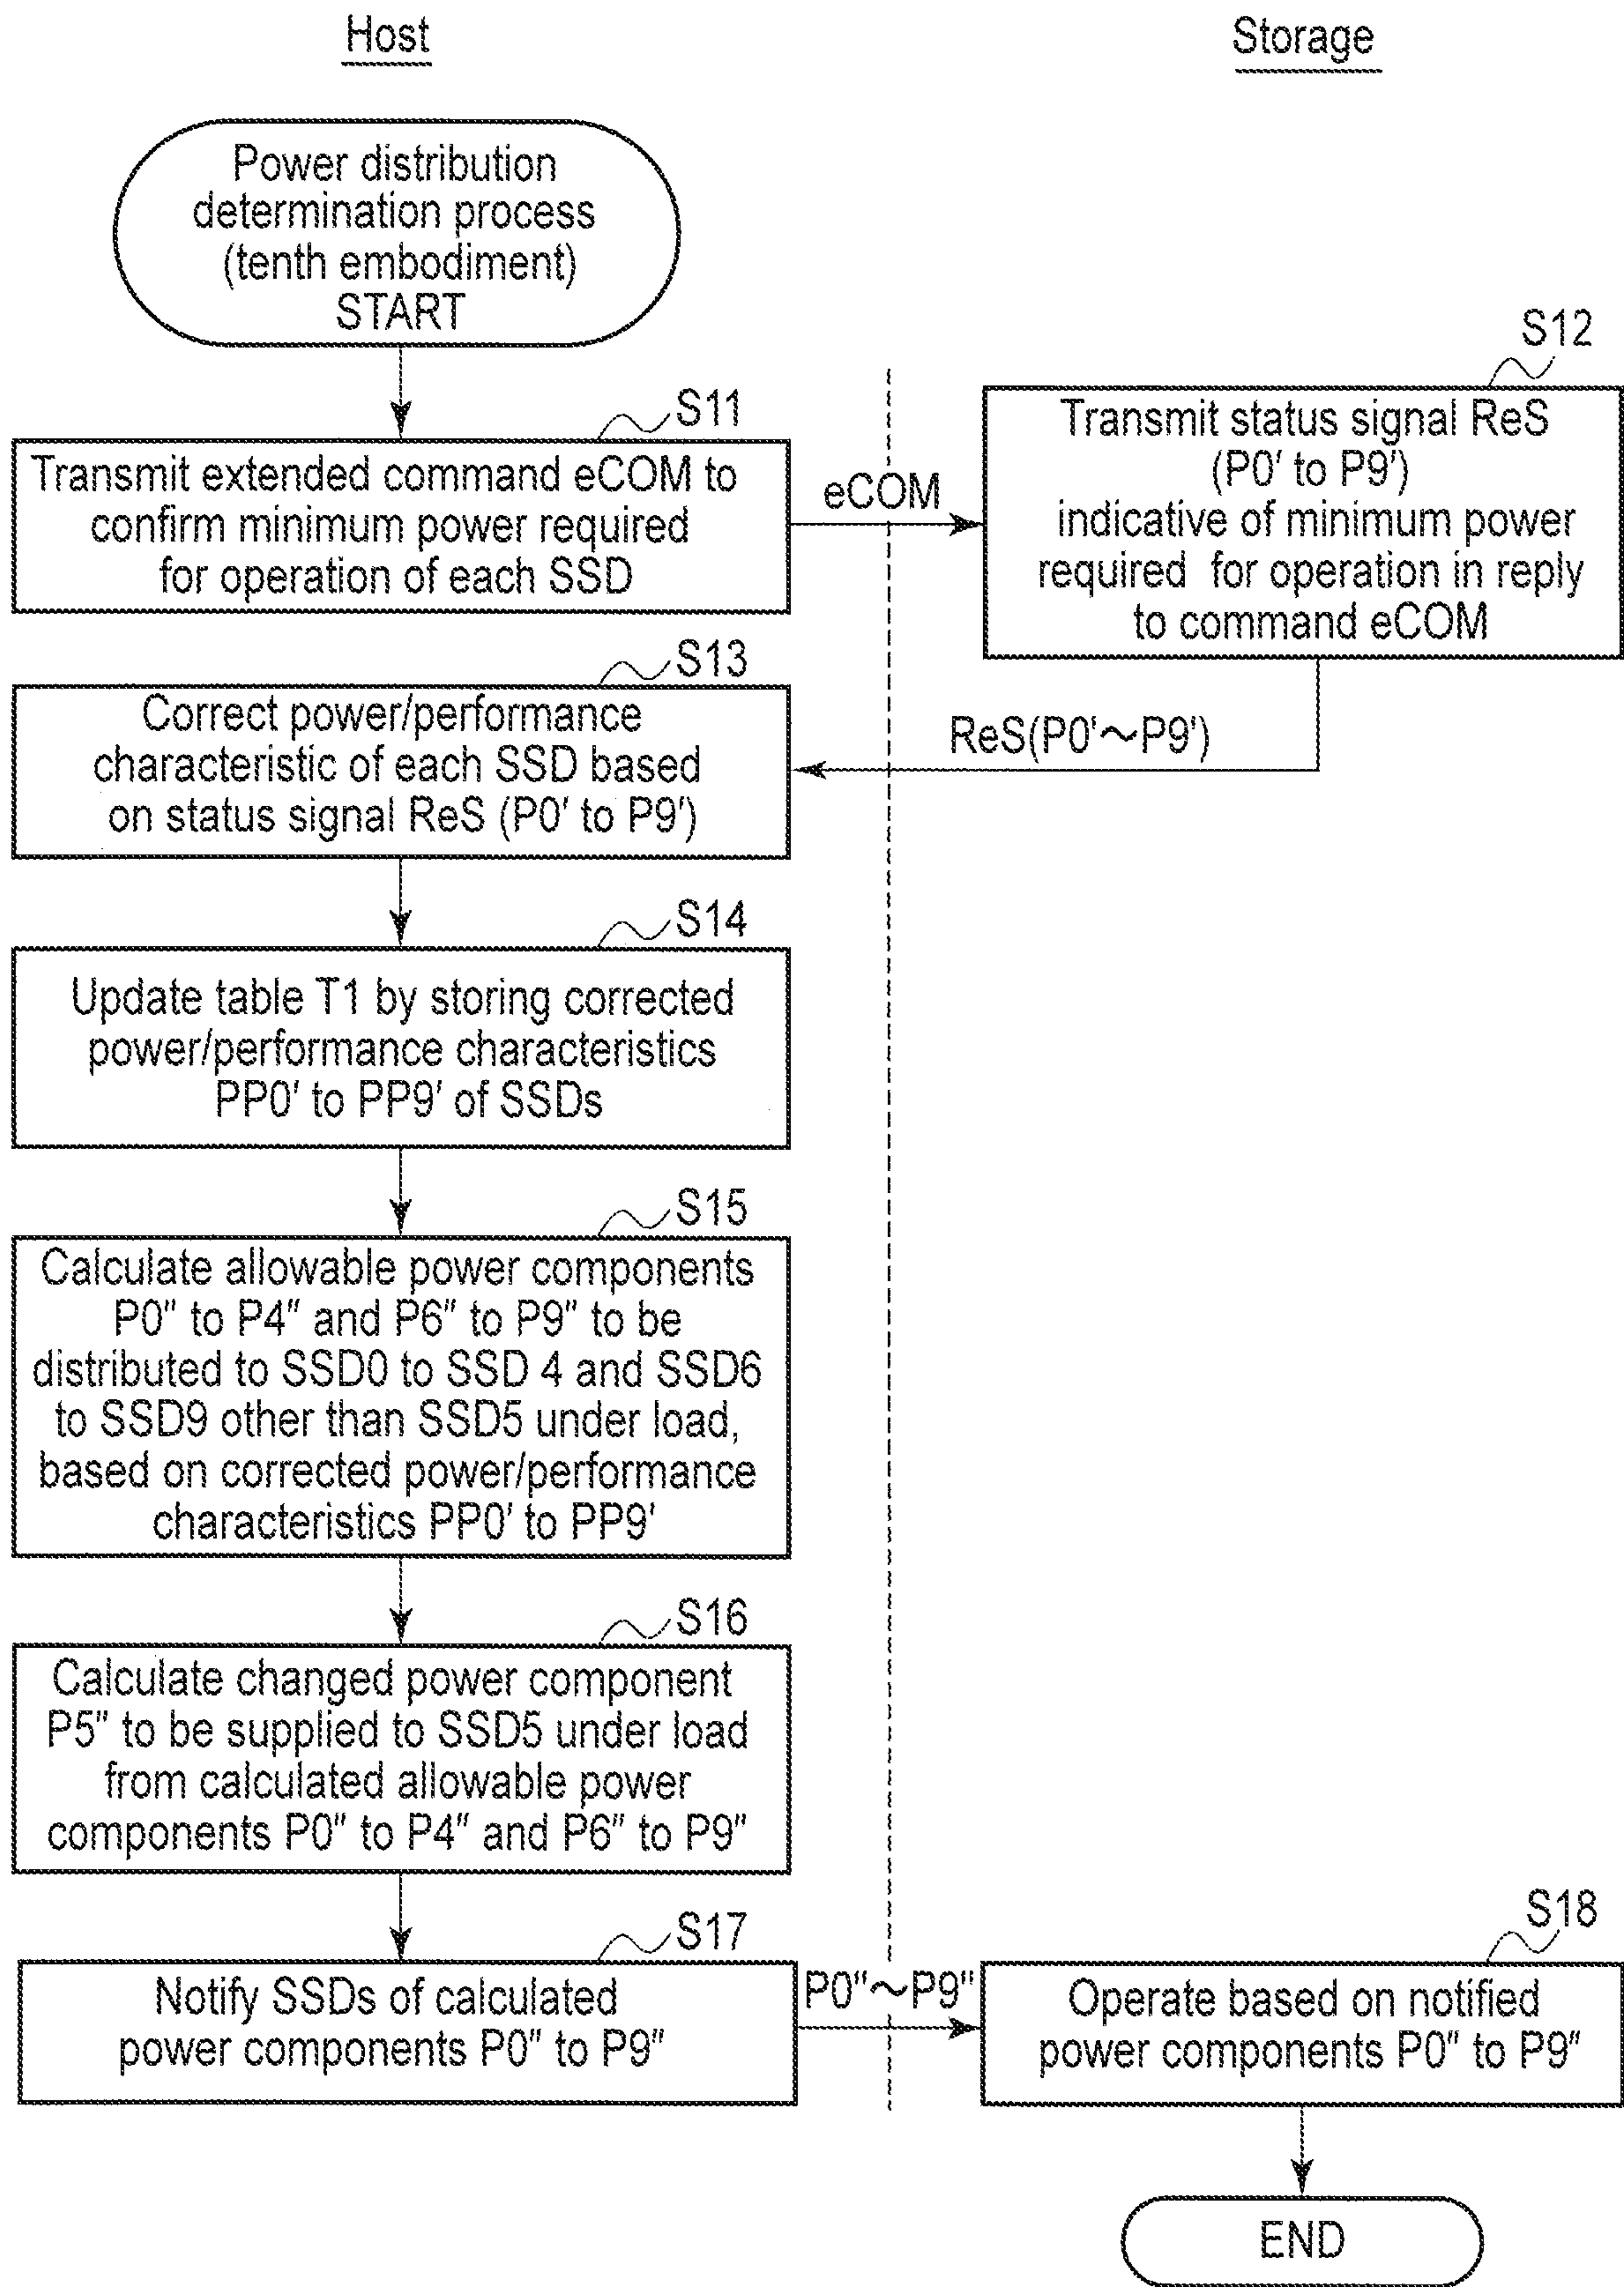 Host
Storage
Power distribution
determination process
(tenth embodiment)
START
S11
Transmit extended command eCOM to
confirm minimum power required
for operation of each SSD
eCOM
S12
Transmit status signal ReS
(P0' to P9')
indicative of minimum power
required for operation in reply
to command eCOM
ReS(P0'～P9')
S13
Correct power/performance
characteristic of each SSD based
on status signal ReS (P0' to P9')
S14
Update table T1 by storing corrected
power/performance characteristics
PP0' to PP9' of SSDs
S15
Calculate allowable power components
P0" to P4" and P6" to P9" to be
distributed to SSD0 to SSD 4 and SSD6
to SSD9 other than SSD5 under load,
based on corrected power/performance
characteristics PP0' to PP9'
S16
Calculate changed power component
P5" to be supplied to SSD5 under load
from calculated allowable power
components P0" to P4" and P6" to P9"
S17
Notify SSDs of calculated
power components P0" to P9"
P0"～P9"
S18
Operate based on notified
power components P0" to P9"
END